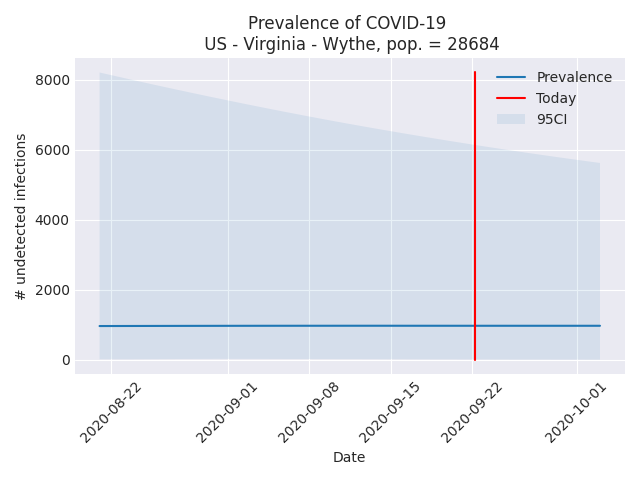 Prevalence of COVID-19
US - Virginia - Wythe, pop. = 28684
# undetected infections
8000
6000
4000
2000
0
Prevalence
Today
95CI
2020-08-22
2020-09-01
2020-09-08
2020-09-15
2020-09-22
2020-10-01
Date